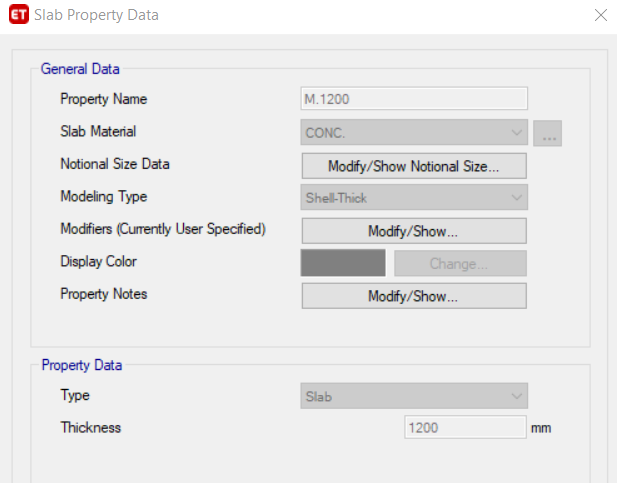 ET Slab Property Data
General Data
Property Name M.1200
Slab Material CONC. ...
Notional Size Data Modify/Show Notional Size...
Modeling Type Shell-Thick
Modifiers (Currently User Specified) Modify/Show...
Display Color Change...
Property Notes Modify/Show...
Property Data
Type Slab
Thickness 1200 mm